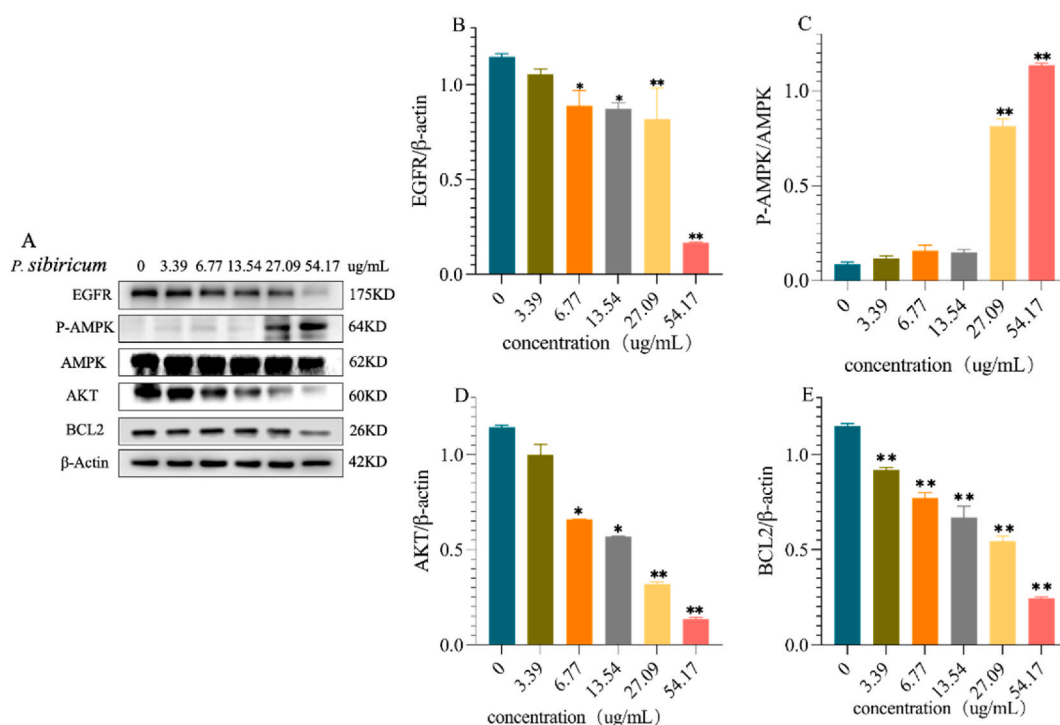 A
P. sibiricum 0 3.39 6.77 13.54 27.09 54.17 ug/mL
EGFR 175KD
P-AMPK 64KD
AMPK 62KD
AKT 60KD
BCL2 26KD
β-Actin 42KD
B
EGFR/β-actin
1.0
0.5
0.0
* * ** **
0 3.39 6.77 13.54 27.09 54.17
concentration（ug/mL）
C
P-AMPK/AMPK
1.0
0.5
0.0
** **
0 3.39 6.77 13.54 27.09 54.17
concentration（ug/mL）
D
AKT/β-actin
1.0
0.5
0.0
* * ** **
0 3.39 6.77 13.54 27.09 54.17
concentration（ug/mL）
E
BCL2/β-actin
1.0
0.5
0.0
** ** ** ** **
0 3.39 6.77 13.54 27.09 54.17
concentration（ug/mL）